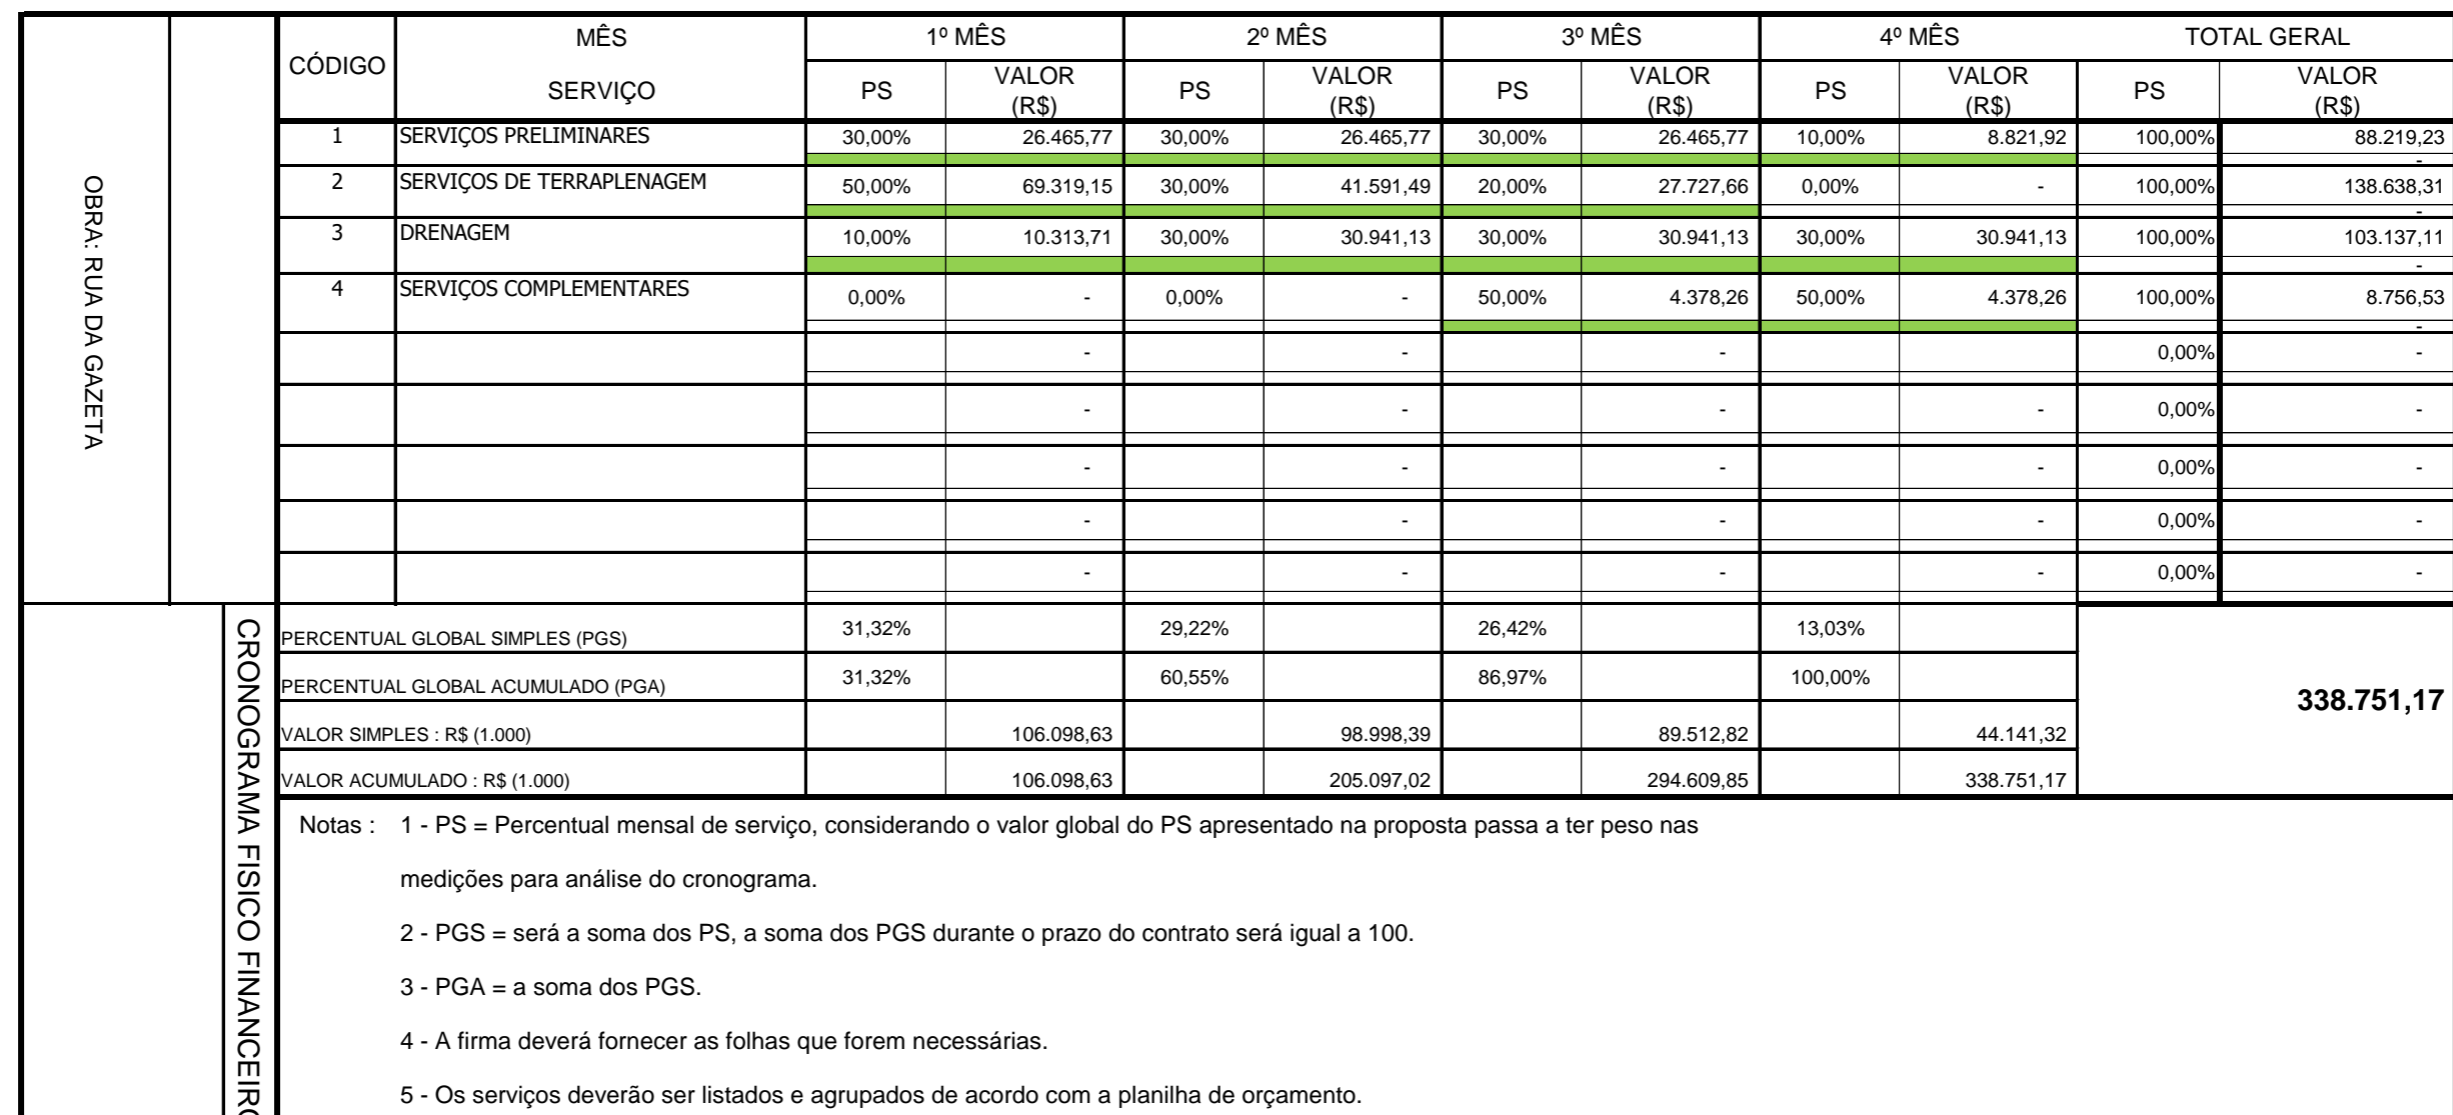 OBRA: RUA DA GAZETA
CÓDIGO MÊS 1º MÊS 2º MÊS 3º MÊS 4º MÊS TOTAL GERAL
SERVIÇO PS VALOR (R$) PS VALOR (R$) PS VALOR (R$) PS VALOR (R$) PS VALOR (R$)
1 SERVIÇOS PRELIMINARES 30,00% 26.465,77 30,00% 26.465,77 30,00% 26.465,77 10,00% 8.821,92 100,00% 88.219,23
-
2 SERVIÇOS DE TERRAPLENAGEM 50,00% 69.319,15 30,00% 41.591,49 20,00% 27.727,66 0,00% - 100,00% 138.638,31
-
3 DRENAGEM 10,00% 10.313,71 30,00% 30.941,13 30,00% 30.941,13 30,00% 30.941,13 100,00% 103.137,11
-
4 SERVIÇOS COMPLEMENTARES 0,00% - 0,00% - 50,00% 4.378,26 50,00% 4.378,26 100,00% 8.756,53
-
- - - 0,00% -
- - - - 0,00% -
- - - - 0,00% -
- - - - 0,00% -
- - - - 0,00% -
CRONOGRAMA FISICO FINANCEIRO
PERCENTUAL GLOBAL SIMPLES (PGS) 31,32% 29,22% 26,42% 13,03%
PERCENTUAL GLOBAL ACUMULADO (PGA) 31,32% 60,55% 86,97% 100,00%
338.751,17
VALOR SIMPLES : R$ (1.000) 106.098,63 98.998,39 89.512,82 44.141,32
VALOR ACUMULADO : R$ (1.000) 106.098,63 205.097,02 294.609,85 338.751,17
Notas : 1 - PS = Percentual mensal de serviço, considerando o valor global do PS apresentado na proposta passa a ter peso nas
medições para análise do cronograma.
2 - PGS = será a soma dos PS, a soma dos PGS durante o prazo do contrato será igual a 100.
3 - PGA = a soma dos PGS.
4 - A firma deverá fornecer as folhas que forem necessárias.
5 - Os serviços deverão ser listados e agrupados de acordo com a planilha de orçamento.